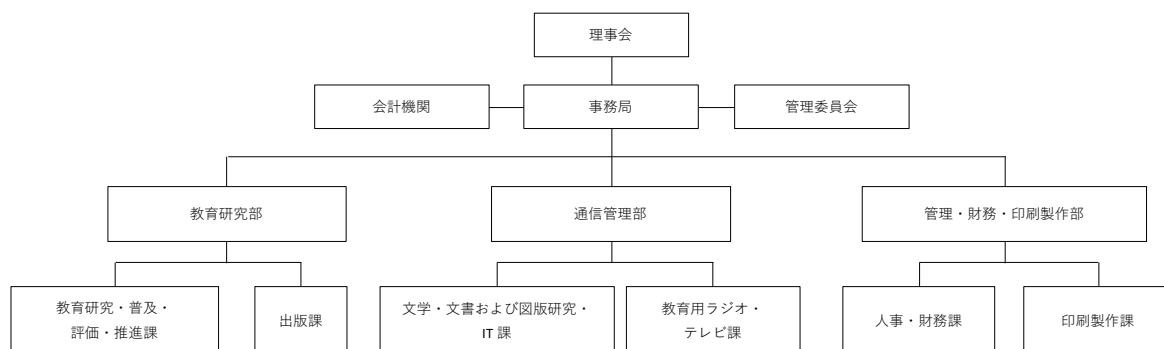 理事会
会計機関
事務局
管理委員会
教育研究部
通信管理部
管理・財務・印刷製作部
教育研究・普及・
評価・推進課
出版課
文学・文書および図版研究・
IT 課
教育用ラジオ・
テレビ課
人事・財務課
印刷製作課